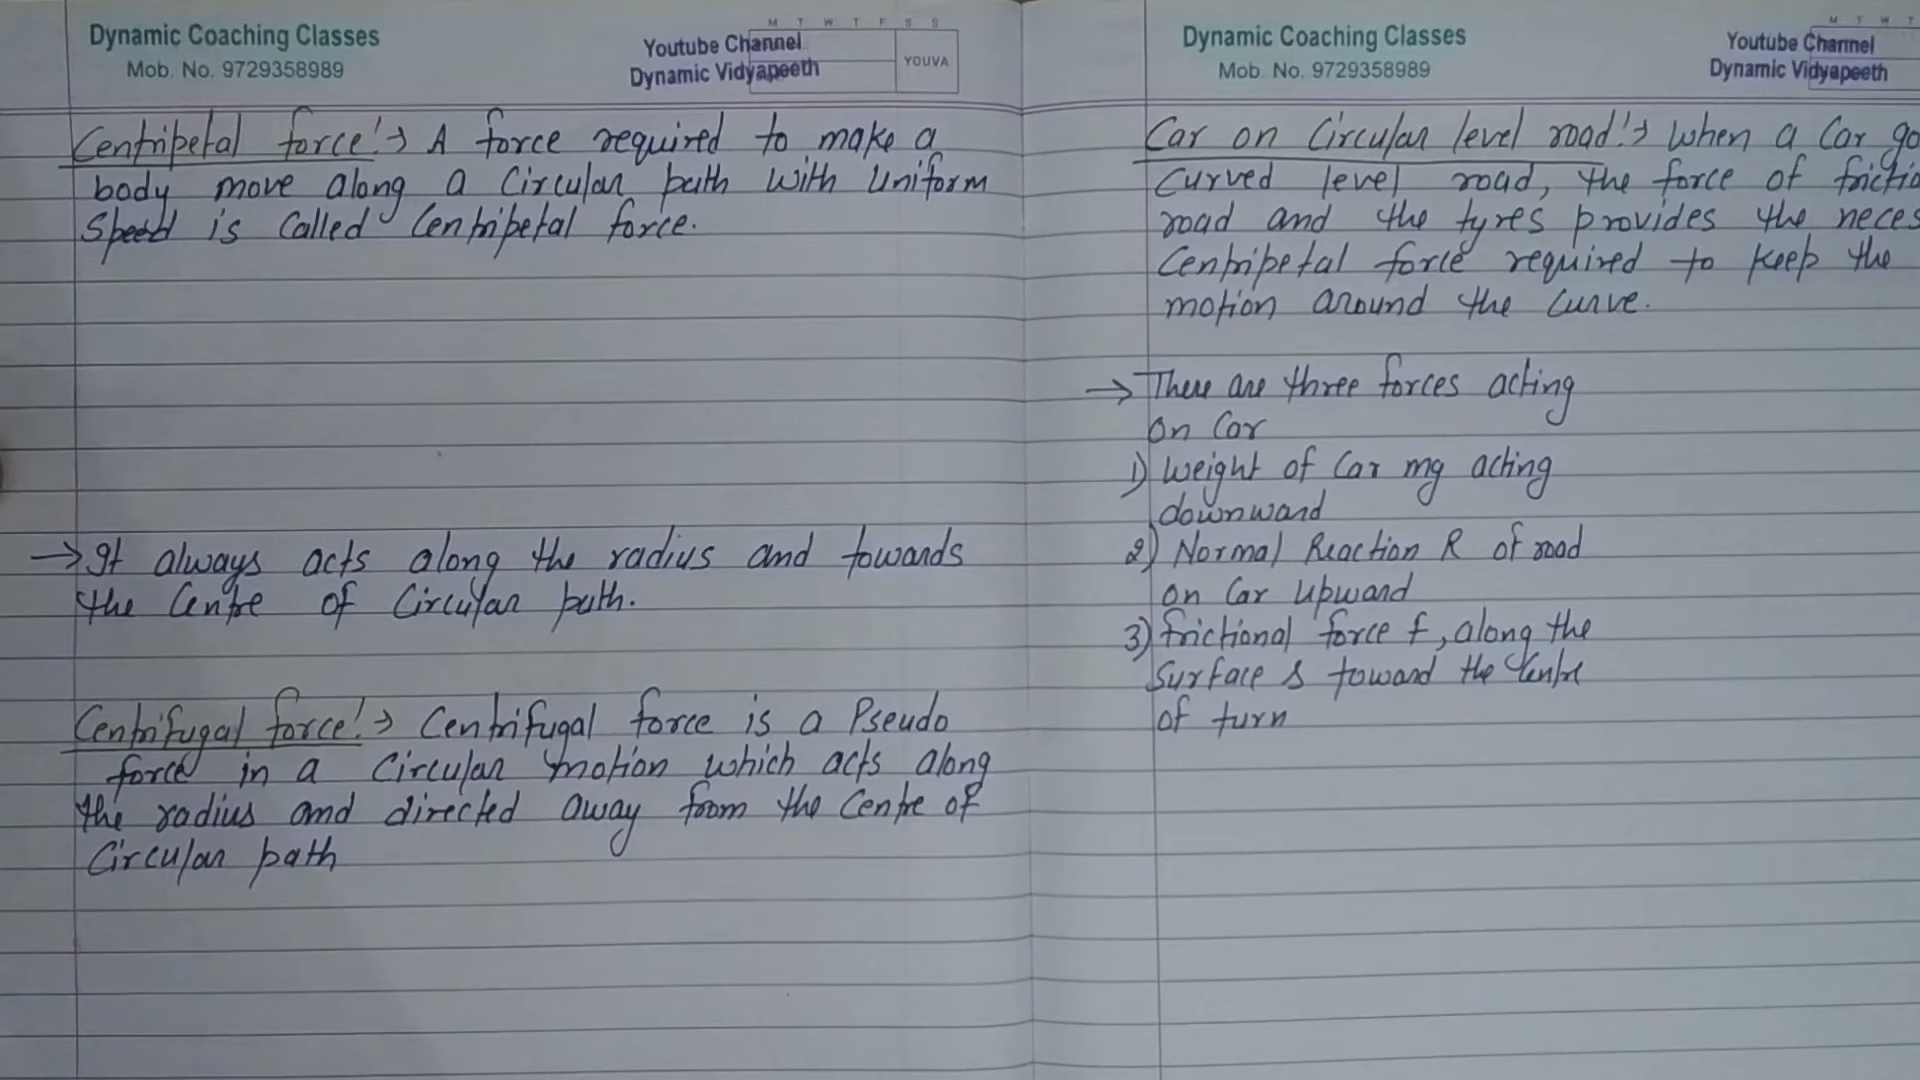 Dynamic Coaching Classes
Mob. No. 9729358989
Youtube Channel
Dynamic Vidyapeeth
M T W T F S S
YOUVA
Centripetal force:→ A force required to make a
body move along a Circular path with Uniform
Speed is Called Centripetal force.
→ It always acts along the radius and towards
the Centre of Circular path.
Centrifugal force:→ Centrifugal force is a Pseudo
force in a Circular motion which acts along
the radius and directed away from the Centre of
Circular path
Dynamic Coaching Classes
Mob. No. 9729358989
Youtube Channel
Dynamic Vidyapeeth
M T W T
Car on Circular level road:→ When a Car go
Curved level road, the force of frictio
road and the tyres provides the neces
Centripetal force required to keep the
motion around the Curve.
→ There are three forces acting
on Car
1) Weight of Car mg acting
downward
2) Normal Reaction R of road
on Car Upward
3) frictional force f, along the
Surface & toward the Centre
of turn